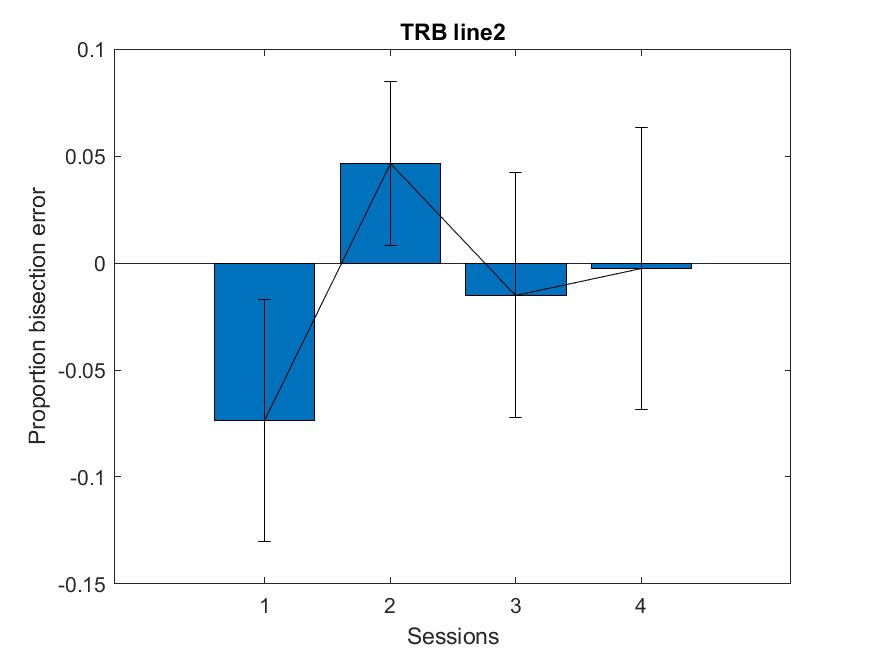 TRB line2
0.1
0.05
0
-0.05
-0.1
-0.15
Proportion bisection error
1 2 3 4
Sessions